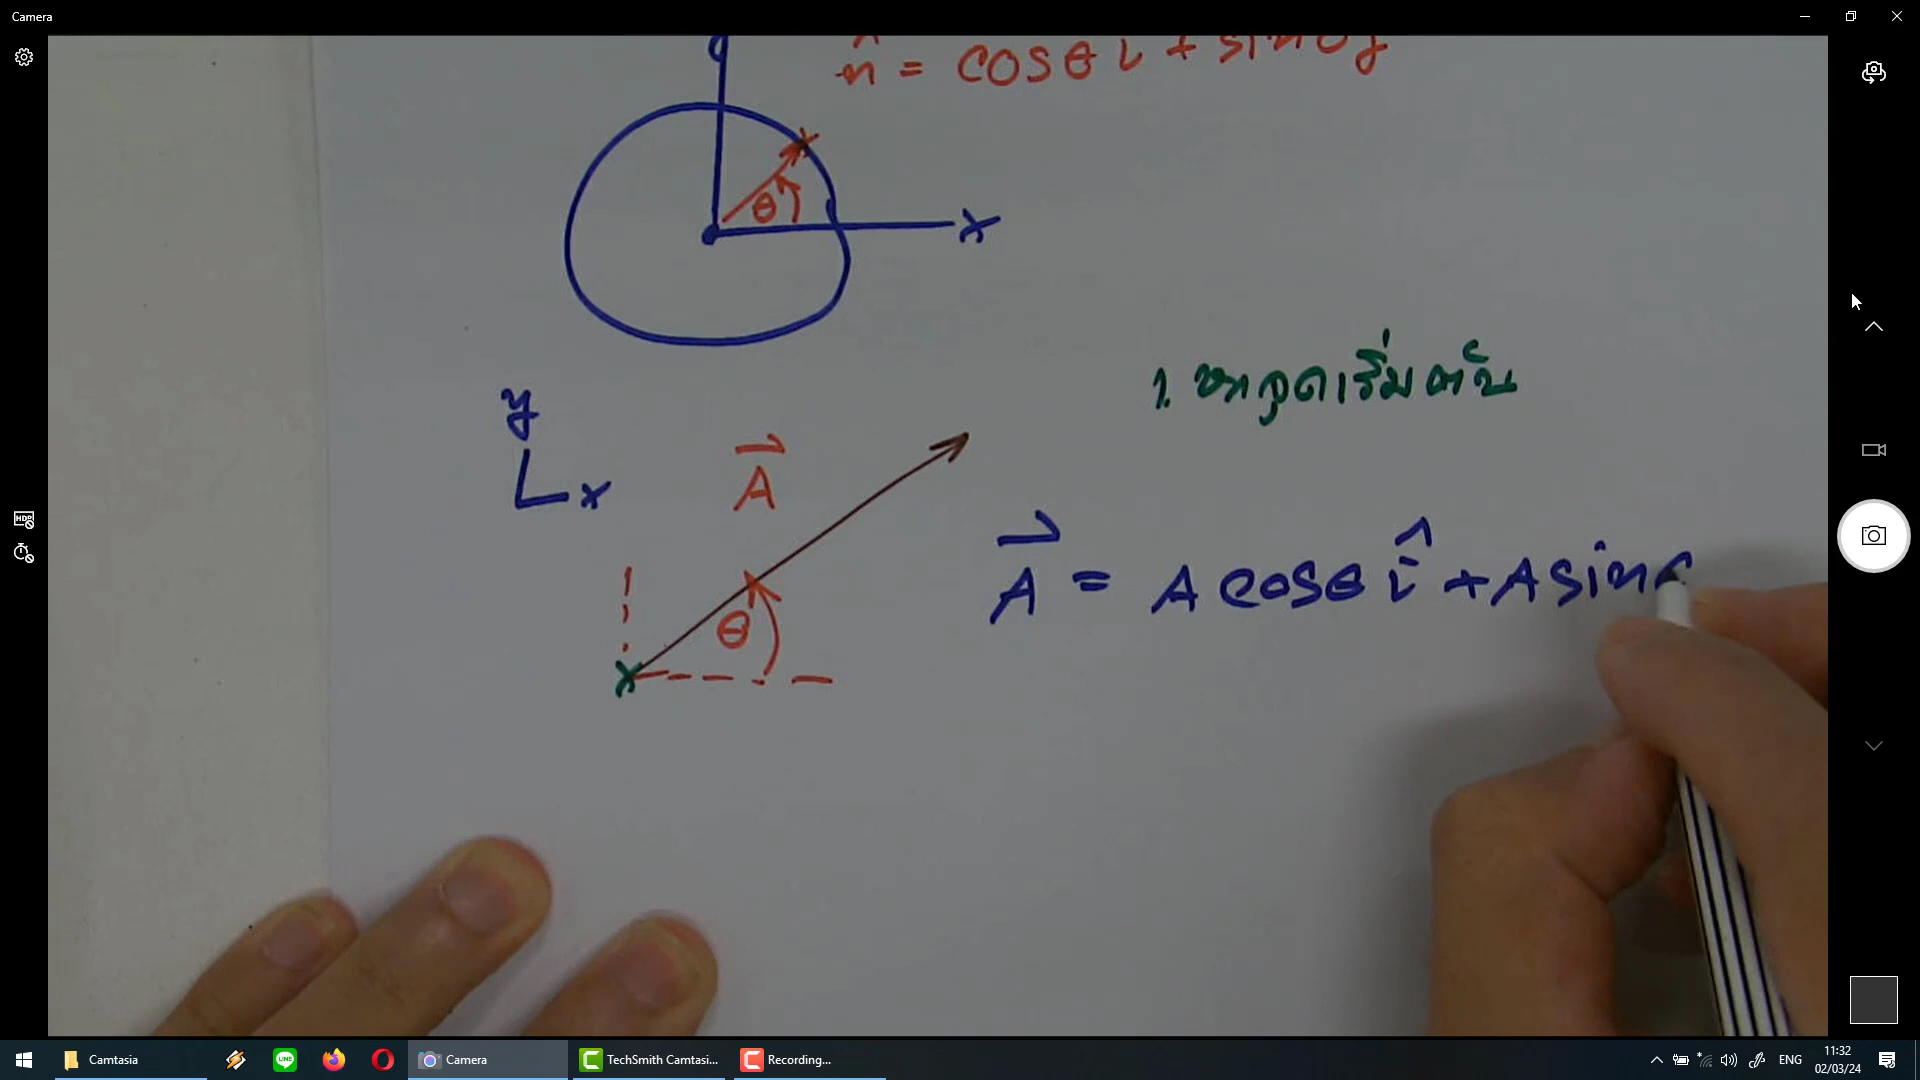 Camera
n̂ = cosθ i + sinθ j
θ
x
1. หาจุดเริ่มต้น
y
x
A⃗
A⃗ = A cosθ î + A sin
θ
x
Camtasia
Camera
TechSmith Camtasi...
Recording...
ENG
11:32
02/03/24